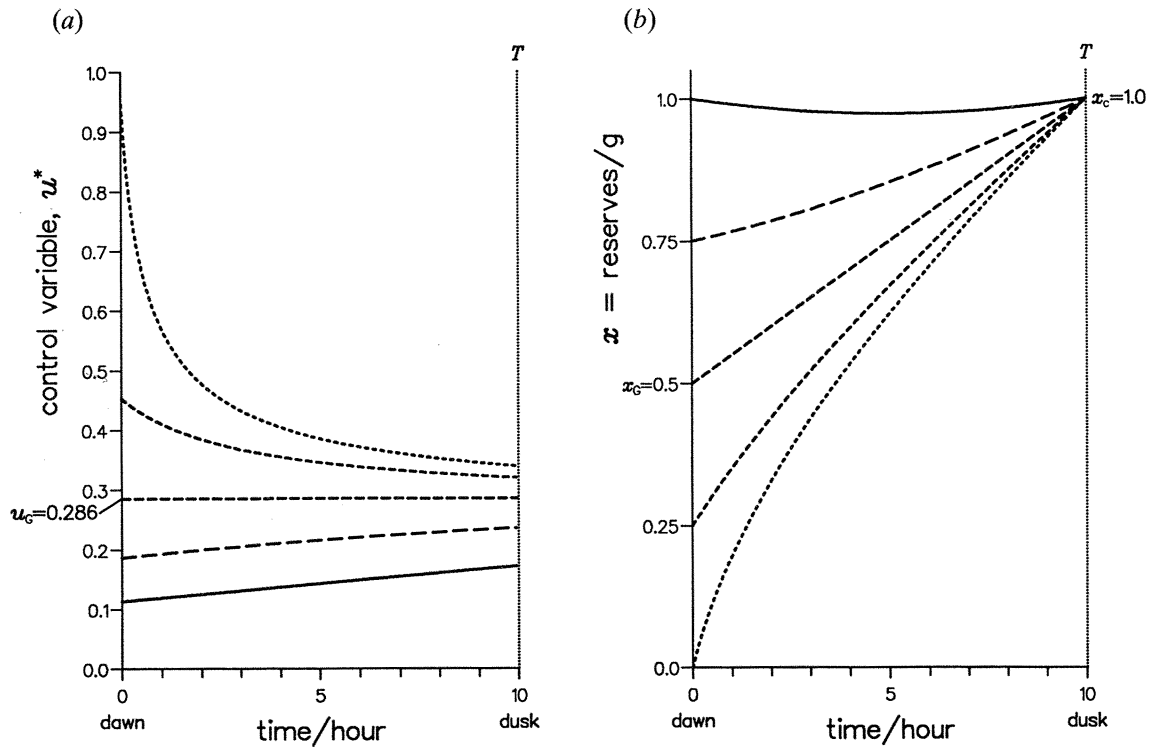 (a)
T
1.0
0.9
0.8
0.7
0.6
0.5
0.4
0.3
u_G=0.286
0.2
0.1
0.0
control variable, u*
0
5
10
dawn
time/hour
dusk
(b)
T
1.0
x_c=1.0
0.75
x_G=0.5
0.25
0.0
x = reserves/g
0
5
10
dawn
time/hour
dusk